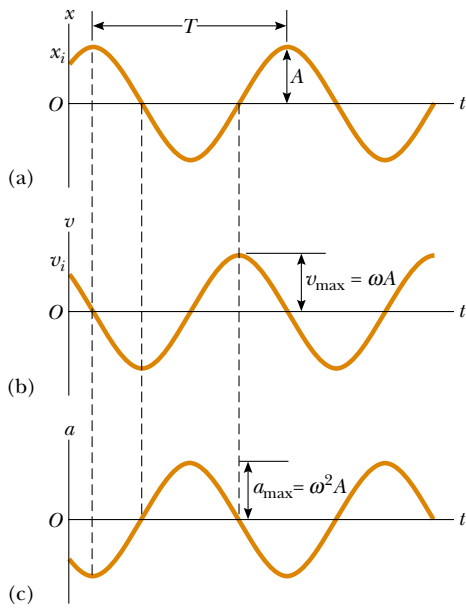 x
T
x_i
A
O
t
(a)
v
v_i
v_max = ωA
O
t
(b)
a
a_max = ω²A
O
t
(c)